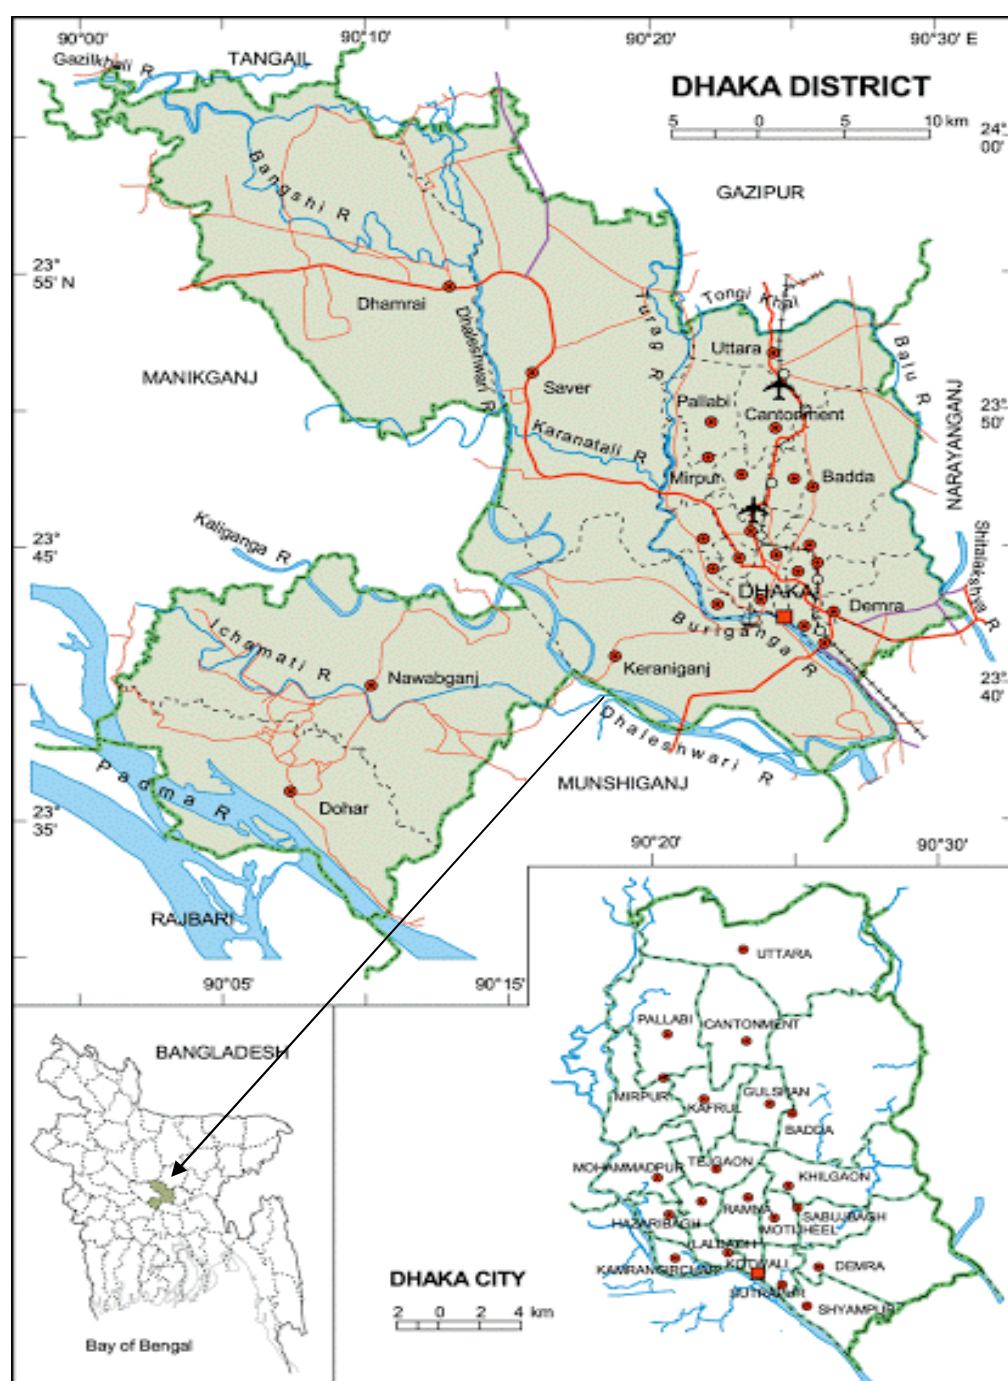 90°00'
90°10'
90°20'
90°30' E
Gazilkhali R
TANGAIL
DHAKA DISTRICT
5 0 5 10 km
24°
00'
Bangshi R
GAZIPUR
23°
55' N
Dhamrai
Dhaleshwari R
Turag R
Tongi Khal
Uttara
Balu R
MANIKGANJ
Saver
Pallabi
Cantonment
23°
50'
NARAYANGANJ
Karanatali R
Mirpur
Badda
Kaliganga R
23°
45'
Shitalakshya R
DHAKA
Demra
Ichamati R
Buriganga R
Nawabganj
Keraniganj
23°
40'
Dhaleshwari R
Padma R
MUNSHIGANJ
Dohar
23°
35'
90°20'
90°30'
RAJBARI
90°05'
90°15'
UTTARA
PALLABI
CANTONMENT
BANGLADESH
MIRPUR
KAFRUL
GULSHAN
BADDA
MOHAMMADPUR
TEJGAON
KHILGAON
HAZARIBAGH
RAMNA
SABUJBAGH
MOTIJHEEL
LALBAGH
KAMRANGIRCHAR
KOTWALI
DEMRA
DHAKA CITY
SUTRAPUR
SHYAMPUR
2 0 2 4 km
Bay of Bengal